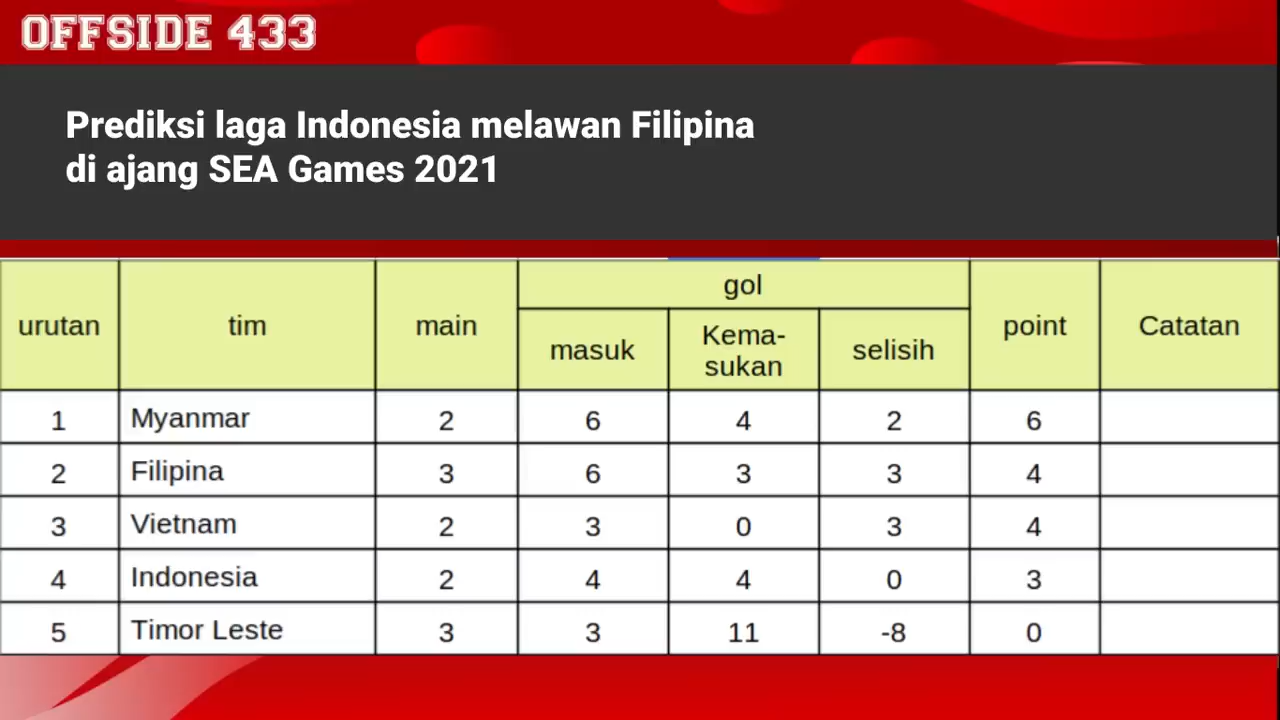 OFFSIDE 433
Prediksi laga Indonesia melawan Filipina
di ajang SEA Games 2021
urutan tim main gol point Catatan
masuk Kema-
sukan selisih
1 Myanmar 2 6 4 2 6
2 Filipina 3 6 3 3 4
3 Vietnam 2 3 0 3 4
4 Indonesia 2 4 4 0 3
5 Timor Leste 3 3 11 -8 0